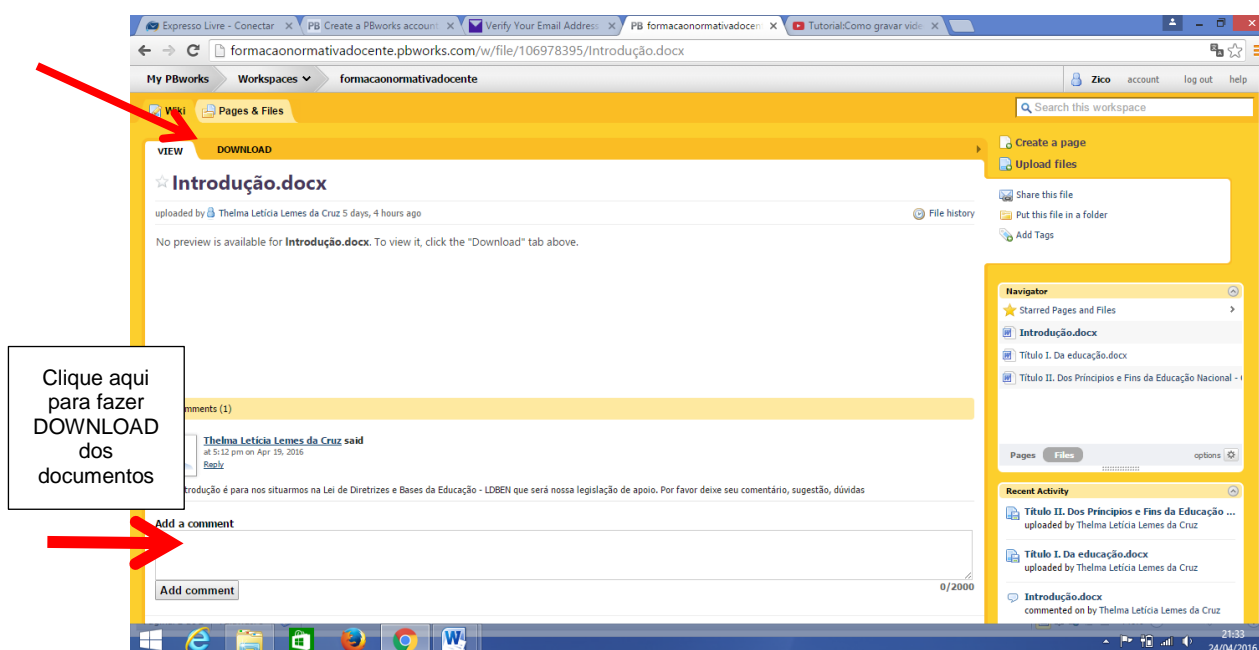 Expresso Livre - Conectar
PB Create a PBworks account
Verify Your Email Address
PB formacaonormativadocen
Tutorial:Como gravar vide
formacaonormativadocente.pbworks.com/w/file/106978395/Introdução.docx
My PBworks Workspaces formacaonormativadocente
Zico account log out help
Wiki Pages & Files
Search this workspace
VIEW DOWNLOAD
Create a page
Upload files
Introdução.docx
uploaded by Thelma Letícia Lemes da Cruz 5 days, 4 hours ago
File history
No preview is available for Introdução.docx. To view it, click the "Download" tab above.
Share this file
Put this file in a folder
Add Tags
Navigator
Starred Pages and Files
Introdução.docx
Título I. Da educação.docx
Título II. Dos Príncipios e Fins da Educação Nacional -
Pages Files options
Clique aqui
para fazer
DOWNLOAD
dos
documentos
mments (1)
Thelma Letícia Lemes da Cruz said
at 5:12 pm on Apr 19, 2016
Reply
trodução é para nos situarmos na Lei de Diretrizes e Bases da Educação - LDBEN que será nossa legislação de apoio. Por favor deixe seu comentário, sugestão, dúvidas
Add a comment
Add comment
0/2000
Recent Activity
Título II. Dos Príncipios e Fins da Educação ...
uploaded by Thelma Letícia Lemes da Cruz
Título I. Da educação.docx
uploaded by Thelma Letícia Lemes da Cruz
Introdução.docx
commented on by Thelma Letícia Lemes da Cruz
21:33
24/04/2016